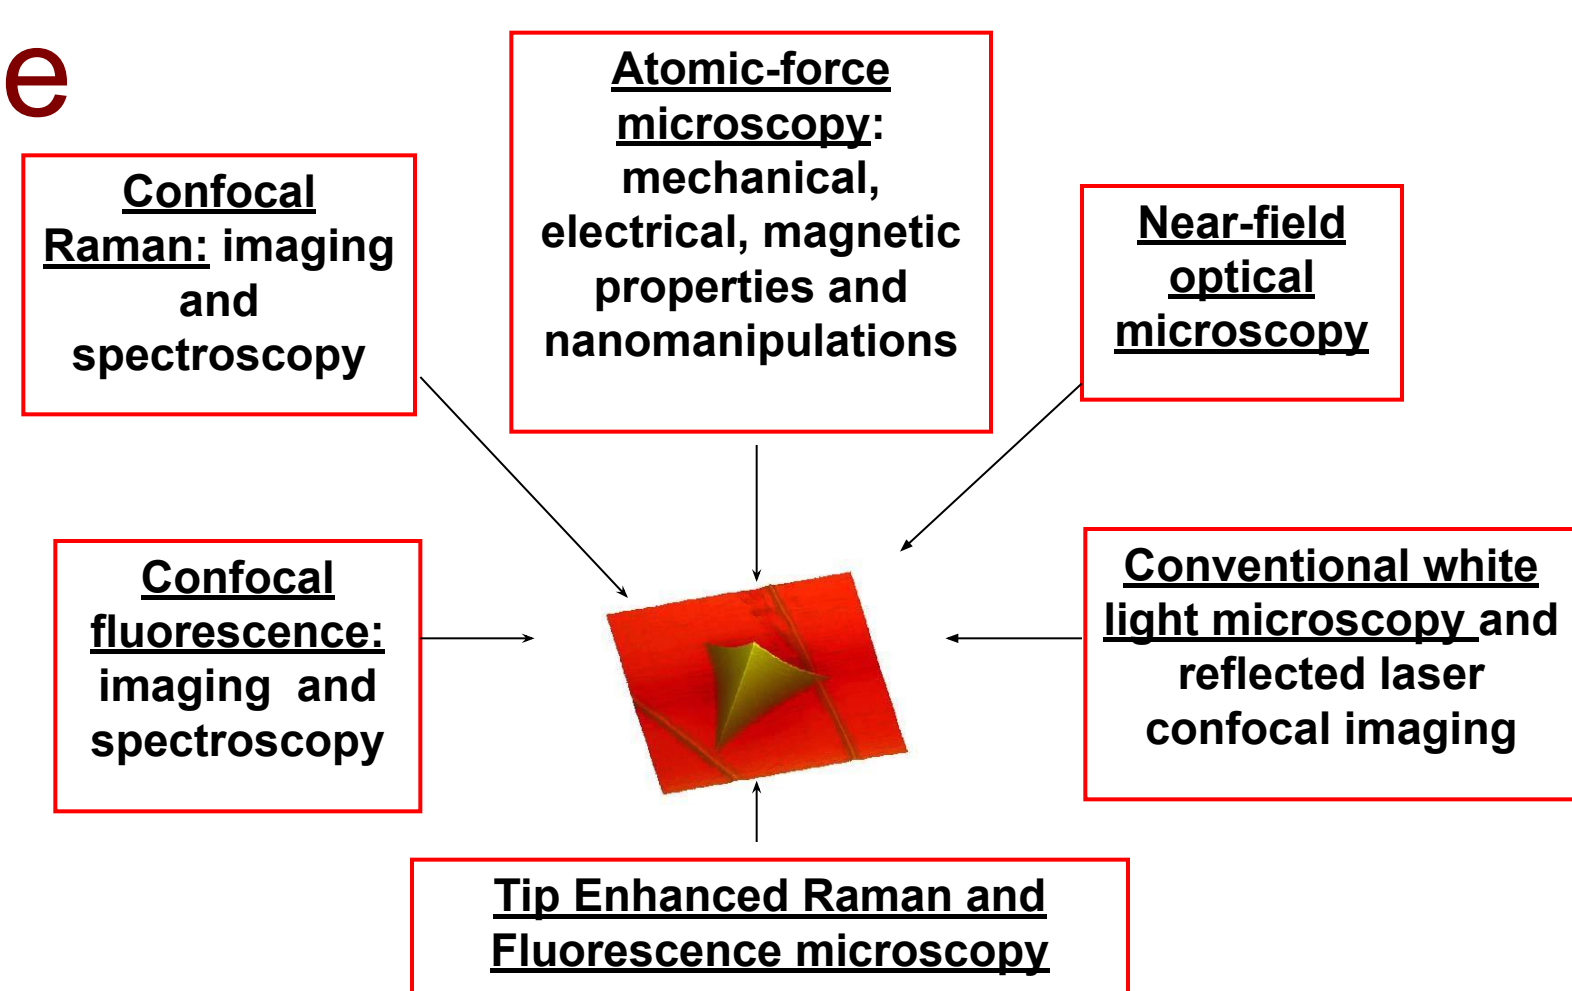 e
Confocal
Raman: imaging
and
spectroscopy
Atomic-force
microscopy:
mechanical,
electrical, magnetic
properties and
nanomanipulations
Near-field
optical
microscopy
Confocal
fluorescence:
imaging and
spectroscopy
Conventional white
light microscopy and
reflected laser
confocal imaging
Tip Enhanced Raman and
Fluorescence microscopy